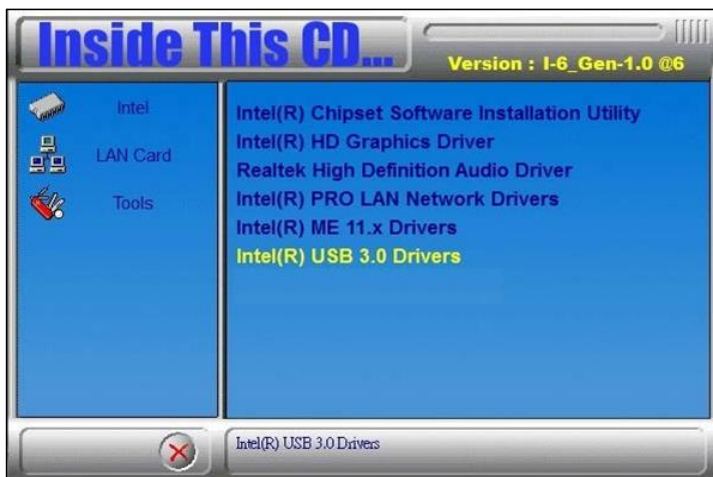 Inside This CD...
Version : I-6_Gen-1.0 @6
Intel
LAN Card
Tools
Intel(R) Chipset Software Installation Utility
Intel(R) HD Graphics Driver
Realtek High Definition Audio Driver
Intel(R) PRO LAN Network Drivers
Intel(R) ME 11.x Drivers
Intel(R) USB 3.0 Drivers
Intel(R) USB 3.0 Drivers